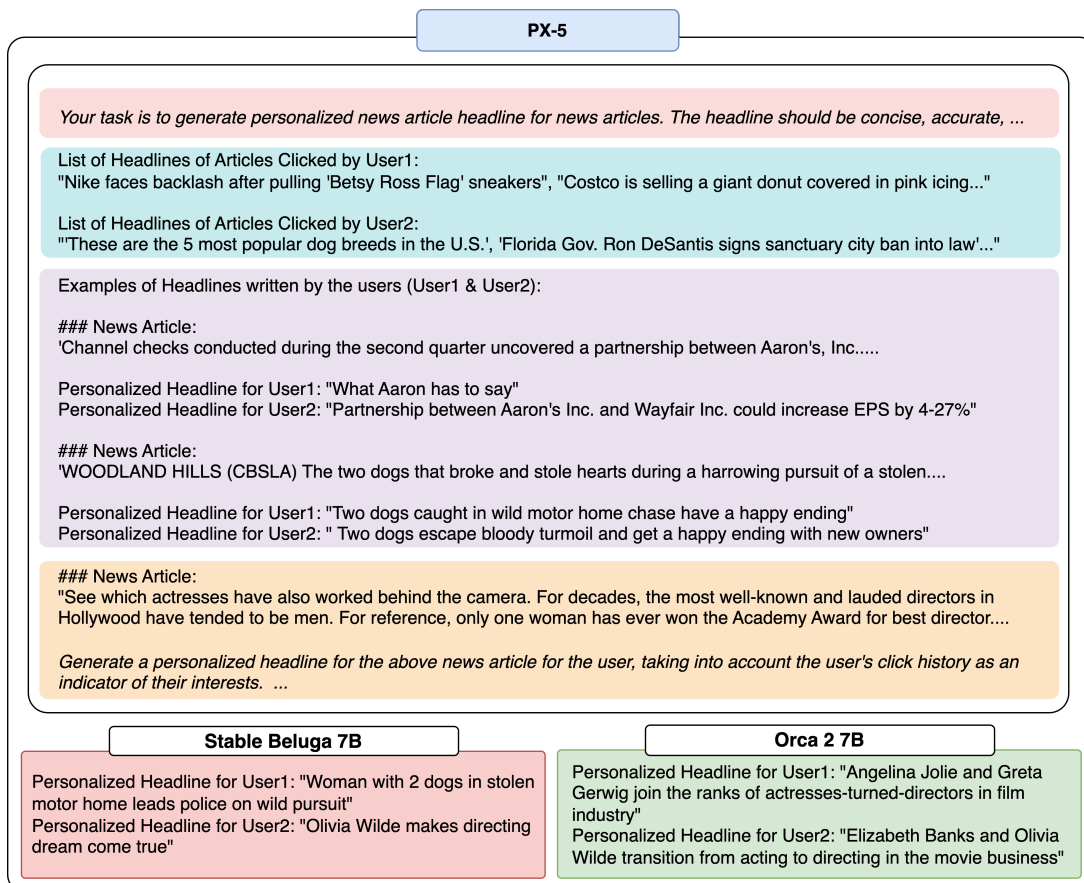 PX-5
Your task is to generate personalized news article headline for news articles. The headline should be concise, accurate, ...
List of Headlines of Articles Clicked by User1:
"Nike faces backlash after pulling 'Betsy Ross Flag' sneakers", "Costco is selling a giant donut covered in pink icing..."
List of Headlines of Articles Clicked by User2:
"'These are the 5 most popular dog breeds in the U.S.', 'Florida Gov. Ron DeSantis signs sanctuary city ban into law'..."
Examples of Headlines written by the users (User1 & User2):
### News Article:
'Channel checks conducted during the second quarter uncovered a partnership between Aaron's, Inc.....
Personalized Headline for User1: "What Aaron has to say"
Personalized Headline for User2: "Partnership between Aaron's Inc. and Wayfair Inc. could increase EPS by 4-27%"
### News Article:
'WOODLAND HILLS (CBSLA) The two dogs that broke and stole hearts during a harrowing pursuit of a stolen....
Personalized Headline for User1: "Two dogs caught in wild motor home chase have a happy ending"
Personalized Headline for User2: " Two dogs escape bloody turmoil and get a happy ending with new owners"
### News Article:
"See which actresses have also worked behind the camera. For decades, the most well-known and lauded directors in
Hollywood have tended to be men. For reference, only one woman has ever won the Academy Award for best director....
Generate a personalized headline for the above news article for the user, taking into account the user's click history as an
indicator of their interests.  ...
Stable Beluga 7B
Personalized Headline for User1: "Woman with 2 dogs in stolen
motor home leads police on wild pursuit"
Personalized Headline for User2: "Olivia Wilde makes directing
dream come true"
Orca 2 7B
Personalized Headline for User1: "Angelina Jolie and Greta
Gerwig join the ranks of actresses-turned-directors in film
industry"
Personalized Headline for User2: "Elizabeth Banks and Olivia
Wilde transition from acting to directing in the movie business"